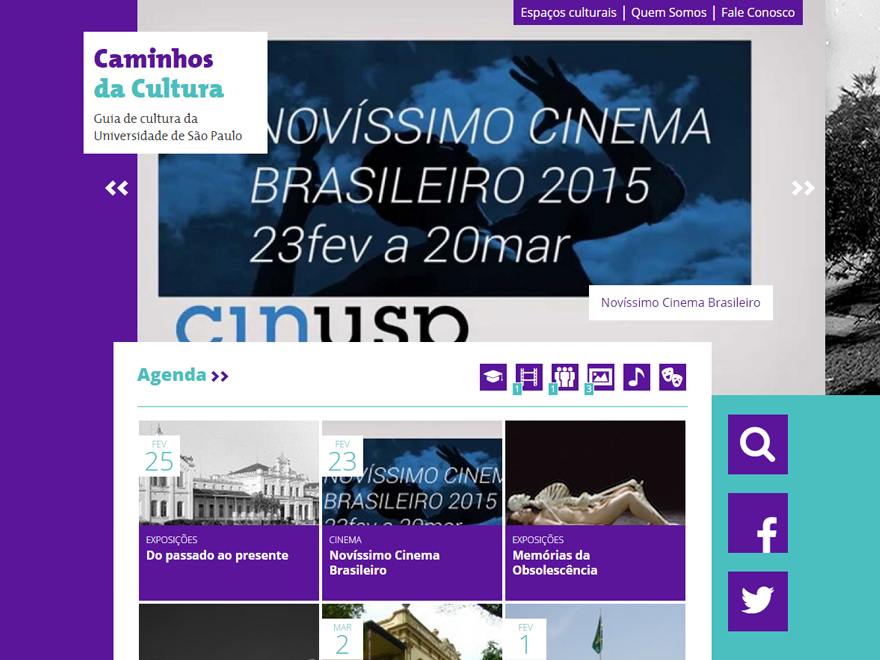 Espaços culturais | Quem Somos | Fale Conosco
Caminhos
da Cultura
Guia de cultura da
Universidade de São Paulo
NOVÍSSIMO CINEMA
BRASILEIRO 2015
23fev a 20mar
cinusp
Novíssimo Cinema Brasileiro
Agenda
1 1 3
FEV
25
EXPOSIÇÕES
Do passado ao presente
FEV
23
NOVÍSSIMO CINEM
BRASILEIRO 2015
23fev a 20mar
CINEMA
Novíssimo Cinema
Brasileiro
EXPOSIÇÕES
Memórias da
Obsolescência
MAR
2
FEV
1